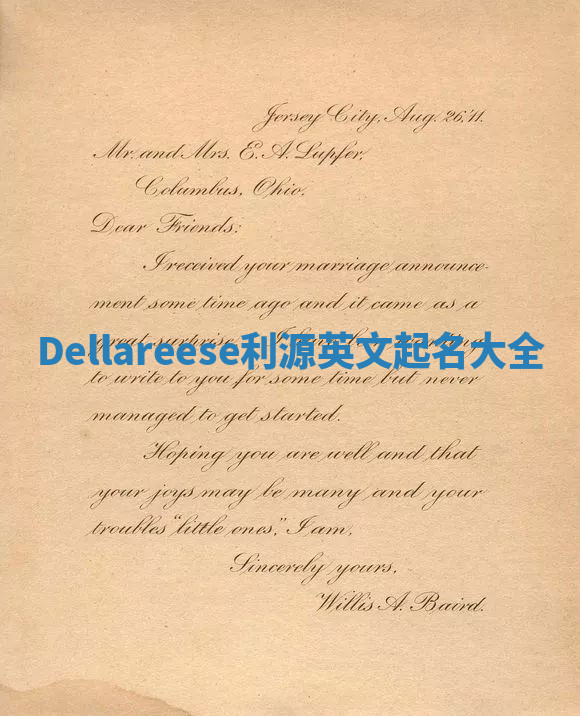 Jersey City, Aug. 26, '11.
Mr. and Mrs. E. A. Lupfer,
Columbus, Ohio.
Dear Friends:
I received your marriage announce-
ment some time ago and it came as a
great surprise
Dellareese利源英文起名大全
to write to you for some time but never
managed to get started.
Hoping you are well and that
your joys may be many and your
troubles "little ones," I am,
Sincerely yours,
Willis A. Baird.